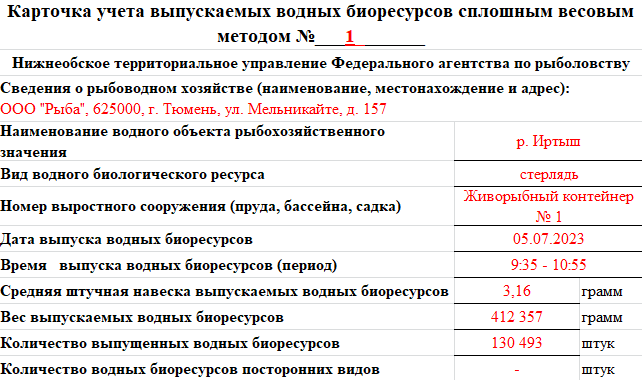 Карточка учета выпускаемых водных биоресурсов сплошным весовым
методом №___1_______
Нижнеобское территориальное управление Федерального агентства по рыболовству
Сведения о рыбоводном хозяйстве (наименование, местонахождение и адрес):
ООО "Рыба", 625000, г. Тюмень, ул. Мельникайте, д. 157
Наименование водного объекта рыбохозяйственного
значения
р. Иртыш
Вид водного биологического ресурса стерлядь
Номер выростного сооружения (пруда, бассейна, садка)
Живорыбный контейнер
№ 1
Дата выпуска водных биоресурсов 05.07.2023
Время выпуска водных биоресурсов (период) 9:35 - 10:55
Средняя штучная навеска выпускаемых водных биоресурсов 3,16 грамм
Вес выпускаемых водных биоресурсов 412 357 грамм
Количество выпущенных водных биоресурсов 130 493 штук
Количество водных биоресурсов посторонних видов - штук